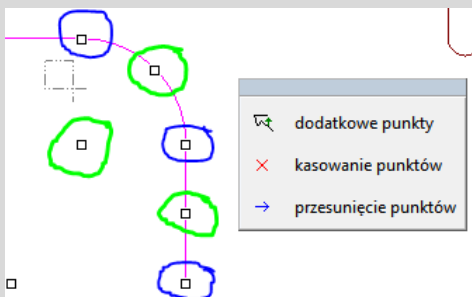 dodatkowe punkty
kasowanie punktów
przesunięcie punktów